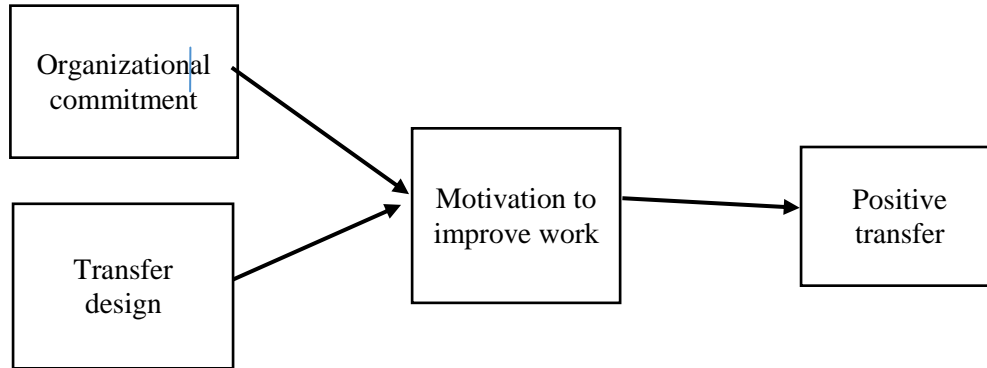 Organizational
commitment
Motivation to
improve work
Positive
transfer
Transfer
design